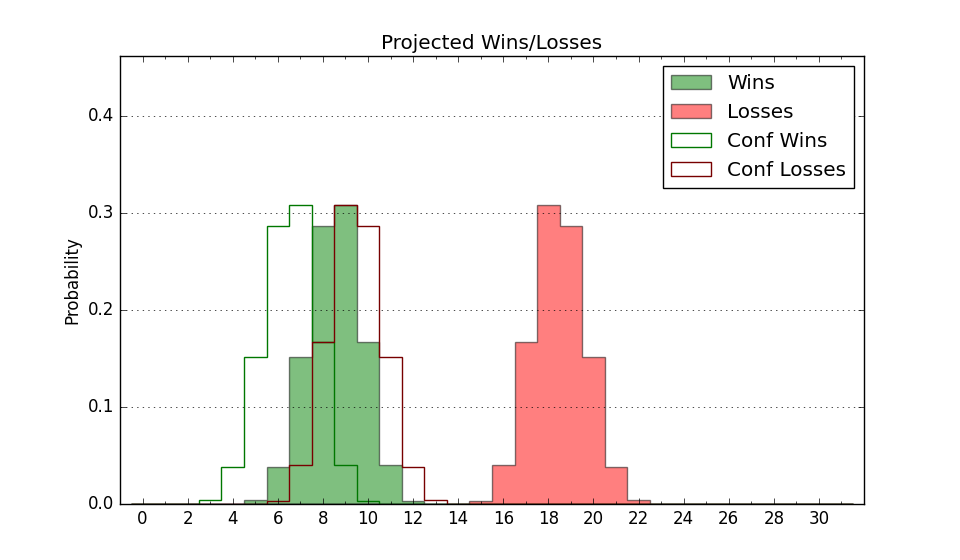 Projected Wins/Losses
Wins
Losses
Conf Wins
Conf Losses
Probability
0.4
0.3
0.2
0.1
0.0
0 2 4 6 8 10 12 14 16 18 20 22 24 26 28 30